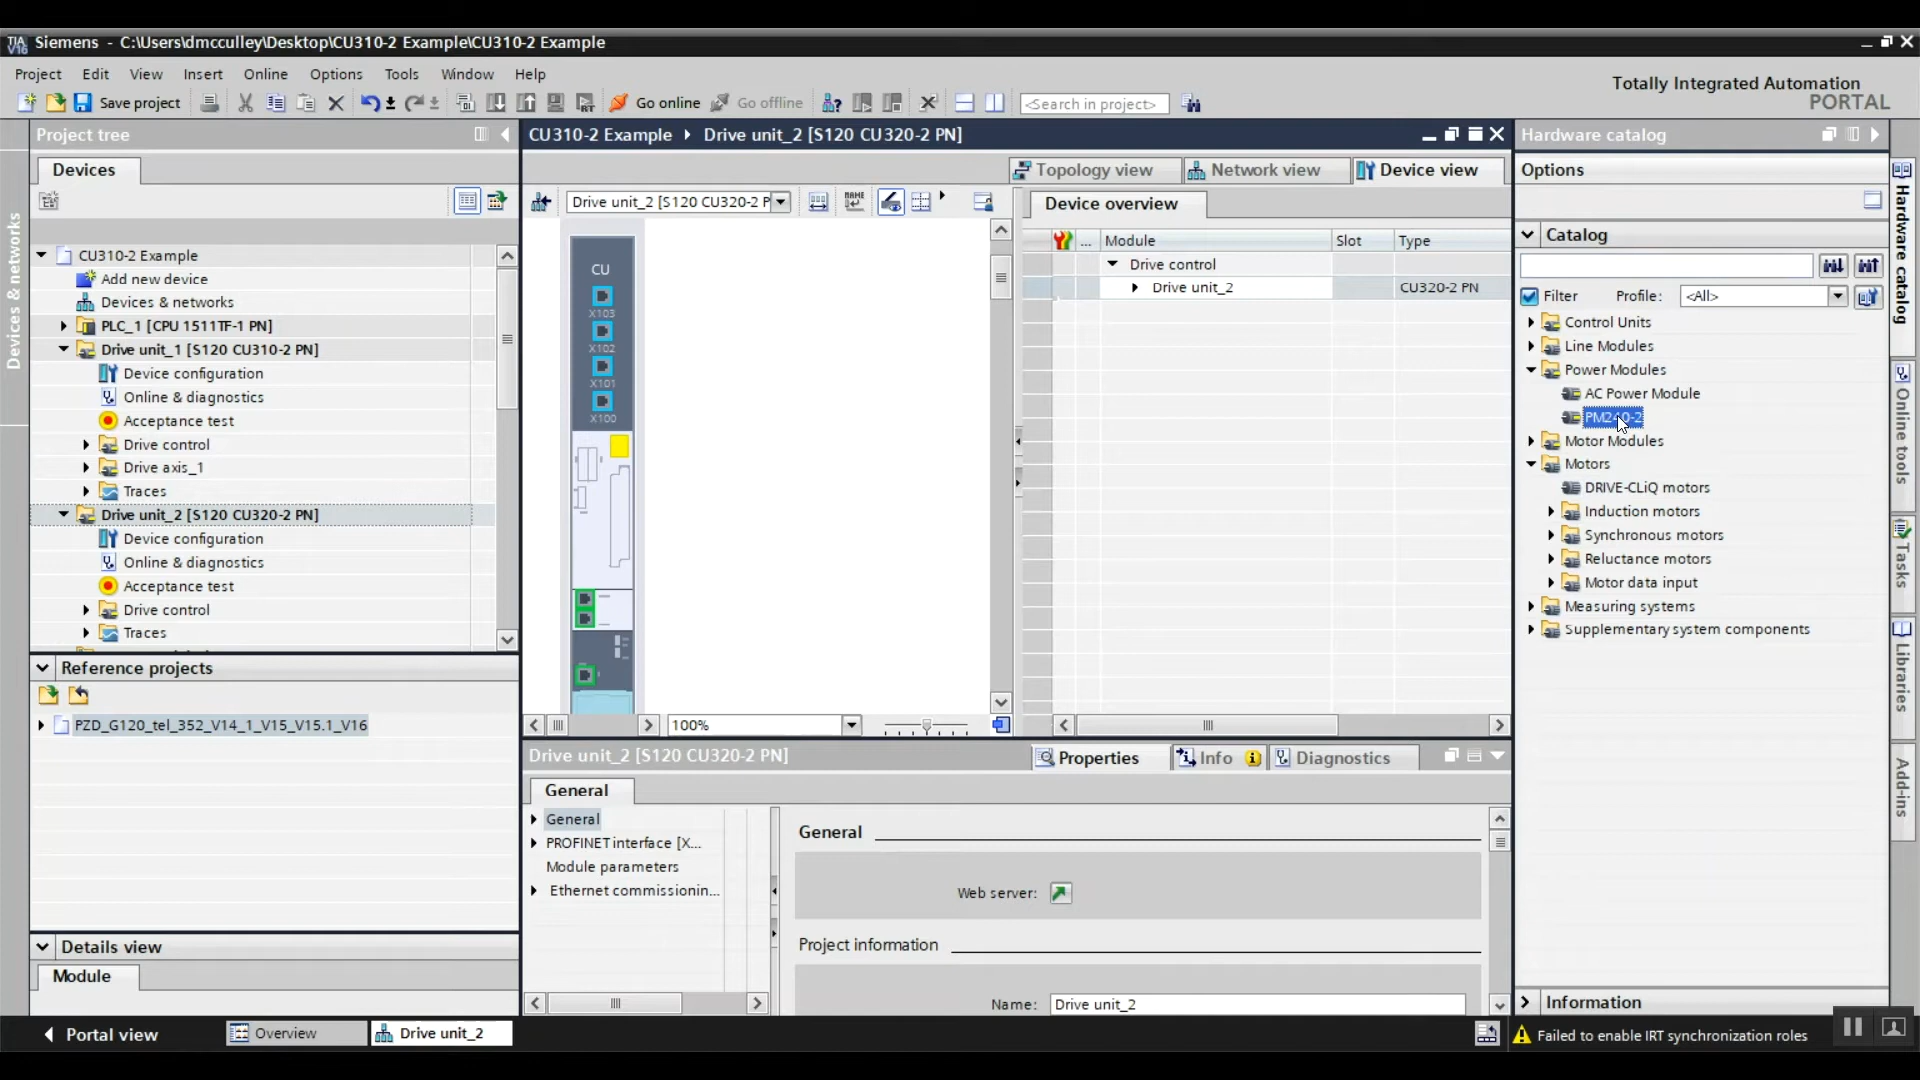 Siemens - C:\Users\dmcculley\Desktop\CU310-2 Example\CU310-2 Example
Project Edit View Insert Online Options Tools Window Help
Totally Integrated Automation
PORTAL
Save project
Go online
Go offline
<Search in project>
Project tree
Devices
Devices & networks
CU310-2 Example
Add new device
Devices & networks
PLC_1 [CPU 1511TF-1 PN]
Drive unit_1 [S120 CU310-2 PN]
Device configuration
Online & diagnostics
Acceptance test
Drive control
Drive axis_1
Traces
Drive unit_2 [S120 CU320-2 PN]
Device configuration
Online & diagnostics
Acceptance test
Drive control
Traces
Reference projects
PZD_G120_tel_352_V14_1_V15_V15.1_V16
Details view
Module
CU310-2 Example Drive unit_2 [S120 CU320-2 PN]
Topology view
Network view
Device view
Drive unit_2 [S120 CU320-2 P
CU
X103
X102
X101
X100
100%
Device overview
... Module Slot Type
Drive control
Drive unit_2 CU320-2 PN
Drive unit_2 [S120 CU320-2 PN]
Properties
Info
Diagnostics
General
General
PROFINET interface [X...
Module parameters
Ethernet commissionin...
General
Web server:
Project information
Name: Drive unit_2
Hardware catalog
Options
Catalog
Filter Profile: <All>
Control Units
Line Modules
Power Modules
AC Power Module
PM240-2
Motor Modules
Motors
DRIVE-CLiQ motors
Induction motors
Synchronous motors
Reluctance motors
Motor data input
Measuring systems
Supplementary system components
Information
Hardware catalog
Online tools
Tasks
Libraries
Add-ins
Portal view
Overview
Drive unit_2
Failed to enable IRT synchronization roles